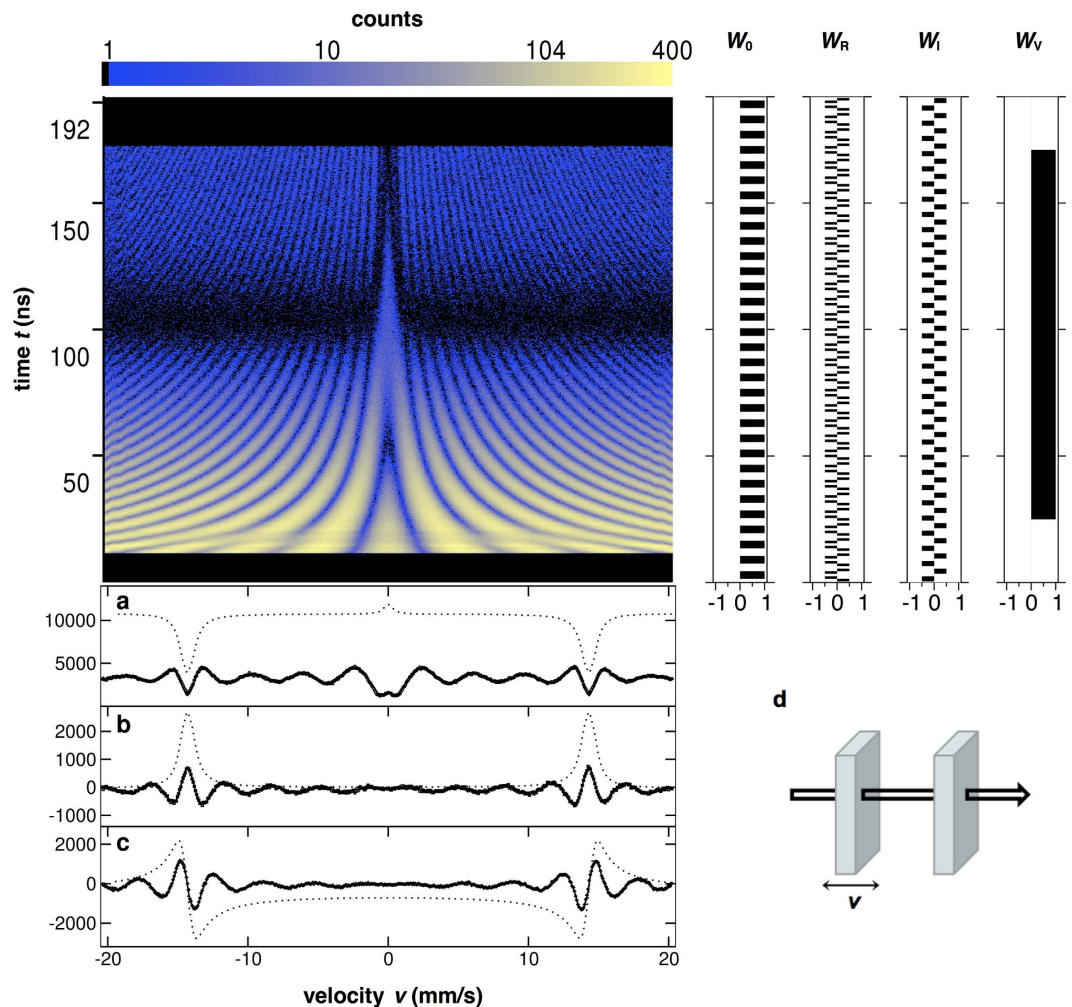 counts
1 10 104 400
W0 WR WI WV
192
150
100
50
time t (ns)
-1 0 1 -1 0 1 -1 0 1 -1 0 1
a
10000
5000
b
2000
1000
0
-1000
c
2000
0
-2000
-20 -10 0 10 20
velocity v (mm/s)
d
v